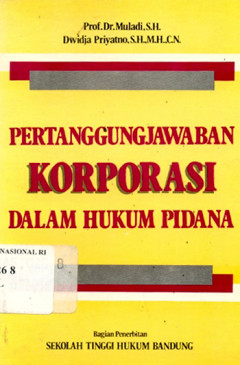 Prof. Dr. Muladi, S.H.
Dwidja Priyatno, S.H., M.H., C.N.
PERTANGGUNGJAWABAN
KORPORASI
DALAM HUKUM PIDANA
NASIONAL RI
8
68
Bagian Penerbitan
SEKOLAH TINGGI HUKUM BANDUNG